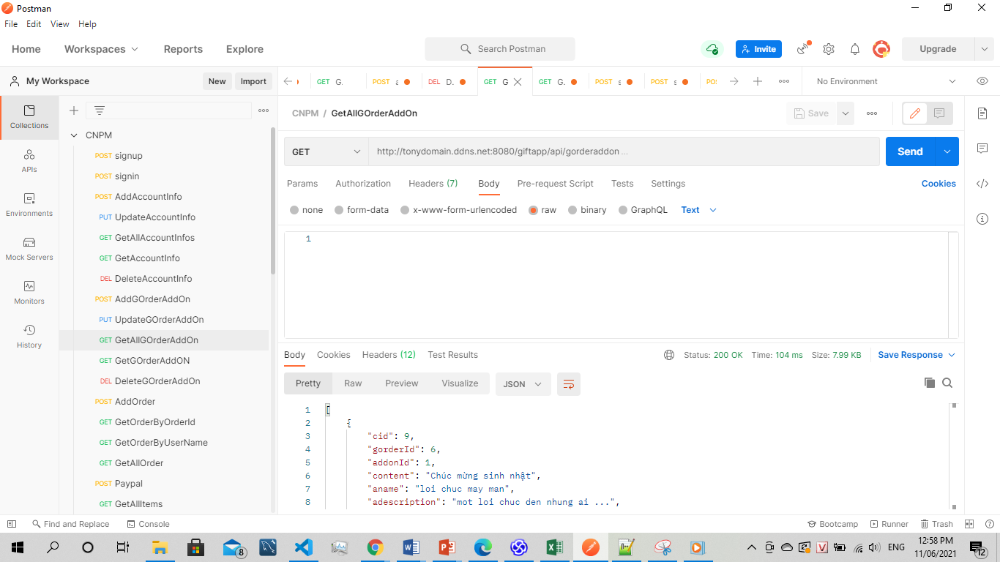 Postman
File Edit View Help
Home Workspaces Reports Explore Search Postman Invite Upgrade
My Workspace New Import GET G. POST a DEL D. GET G GET G. POST s POST s POS No Environment
Collections
APIs
Environments
Mock Servers
Monitors
History
CNPM
POST signup
POST signin
POST AddAccountInfo
PUT UpdateAccountInfo
GET GetAllAccountInfos
GET GetAccountInfo
DEL DeleteAccountInfo
POST AddGOrderAddOn
PUT UpdateGOrderAddOn
GET GetAllGOrderAddOn
GET GetGOrderAddON
DEL DeleteGOrderAddOn
POST AddOrder
GET GetOrderByOrderId
GET GetOrderByUserName
GET GetAllOrder
POST Paypal
GET GetAllItems
CNPM / GetAllGOrderAddOn Save
GET http://tonydomain.ddns.net:8080/giftapp/api/gorderaddon ... Send
Params Authorization Headers (7) Body Pre-request Script Tests Settings Cookies
none form-data x-www-form-urlencoded raw binary GraphQL Text
1
Body Cookies Headers (12) Test Results Status: 200 OK Time: 104 ms Size: 7.99 KB Save Response
Pretty Raw Preview Visualize JSON
1 [
2 {
3 "cid": 9,
4 "gorderId": 6,
5 "addonId": 1,
6 "content": "Chúc mừng sinh nhật",
7 "aname": "loi chuc may man",
8 "adescription": "mot loi chuc den nhung ai ...",
Find and Replace Console Bootcamp Runner Trash
8 ENG 12:58 PM
11/06/2021 12